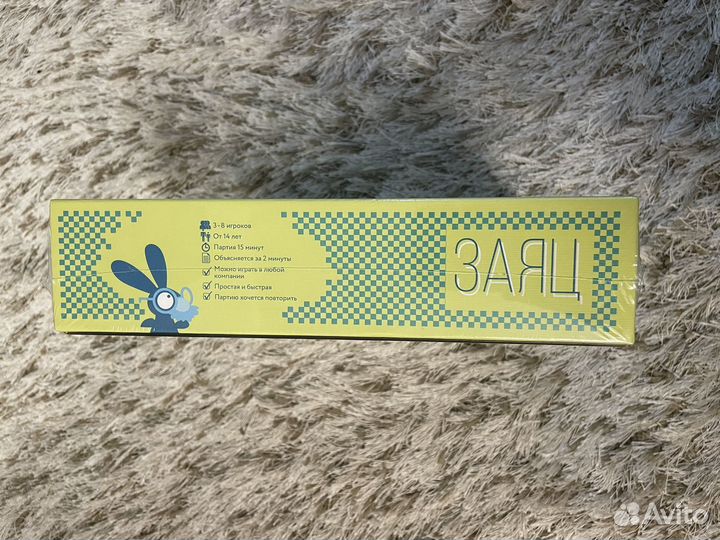 3-8 игроков
От 14 лет
Партия 15 минут
Объясняется за 2 минуты
Можно играть в любой
компании
Простая и быстрая
Партию хочется повторить
ЗАЯЦ
Avito